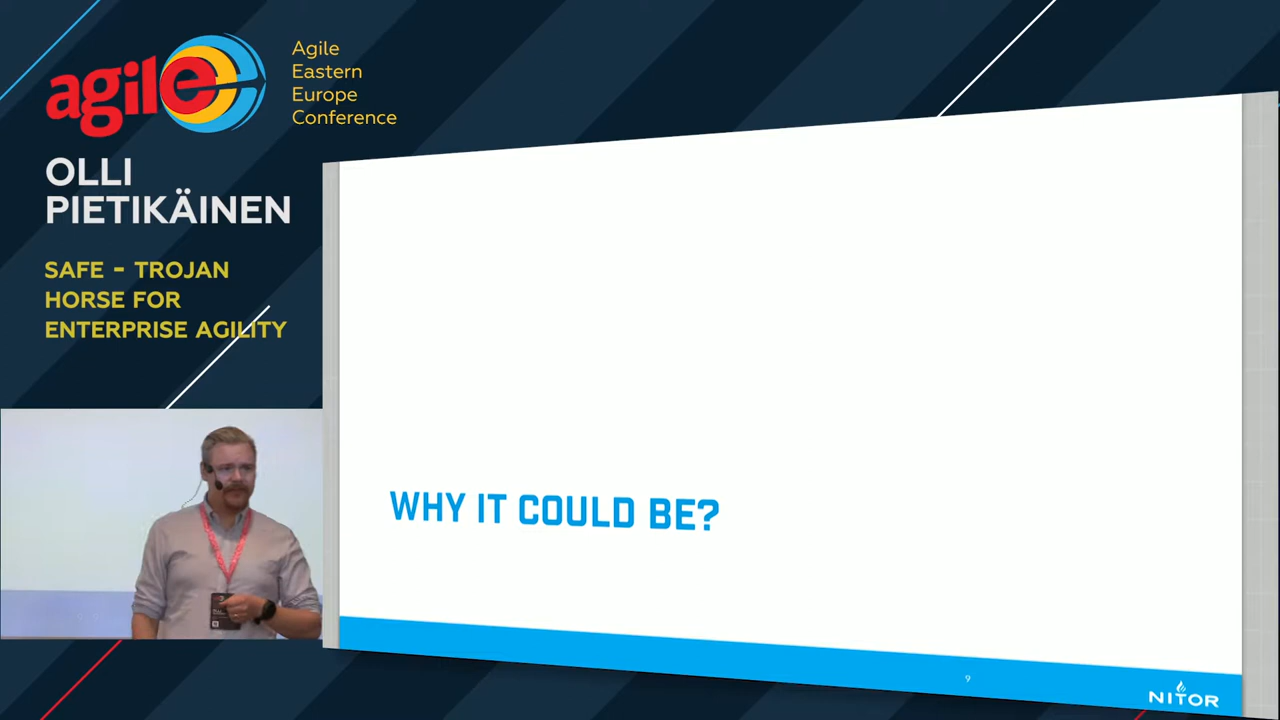 agile
Agile
Eastern
Europe
Conference
OLLI
PIETIKÄINEN
SAFE - TROJAN
HORSE FOR
ENTERPRISE AGILITY
WHY IT COULD BE?
9
NITOR